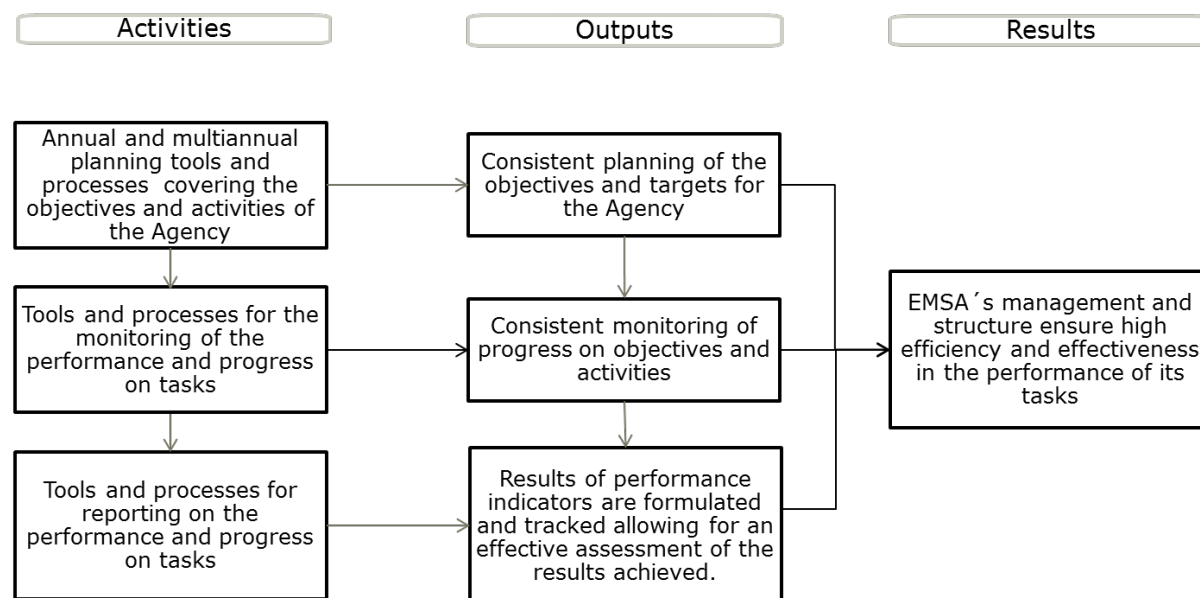 Activities
Outputs
Results
Annual and multiannual
planning tools and
processes covering the
objectives and activities of
the Agency
Consistent planning of the
objectives and targets for
the Agency
Tools and processes for the
monitoring of the
performance and progress
on tasks
Consistent monitoring of
progress on objectives and
activities
EMSA´s management and
structure ensure high
efficiency and effectiveness
in the performance of its
tasks
Tools and processes for
reporting on the
performance and progress
on tasks
Results of performance
indicators are formulated
and tracked allowing for an
effective assessment of the
results achieved.